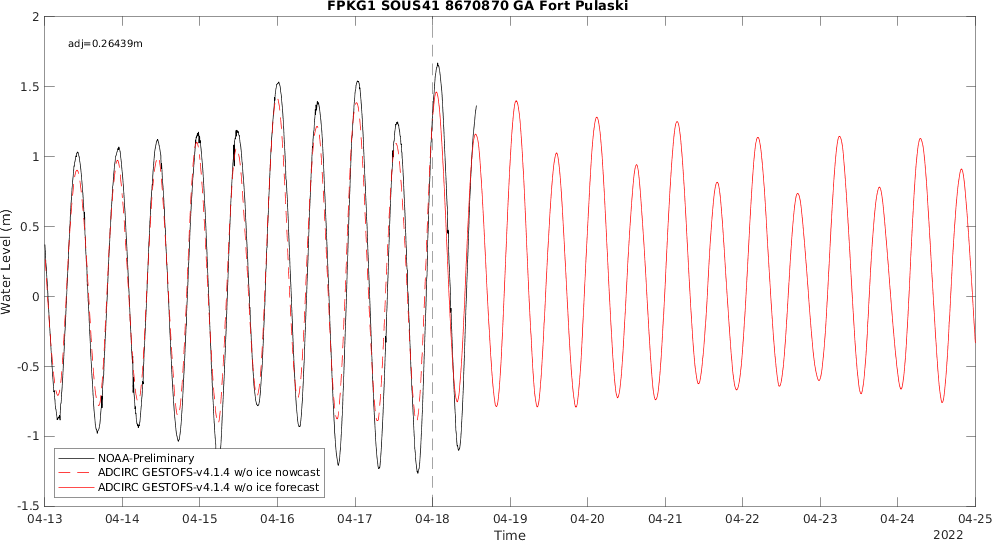 FPKG1 SOUS41 8670870 GA Fort Pulaski
adj=0.26439m
2
1.5
1
0.5
0
-0.5
-1
-1.5
Water Level (m)
NOAA-Preliminary
ADCIRC GESTOFS-v4.1.4 w/o ice nowcast
ADCIRC GESTOFS-v4.1.4 w/o ice forecast
04-13 04-14 04-15 04-16 04-17 04-18 04-19 04-20 04-21 04-22 04-23 04-24 04-25
Time
2022